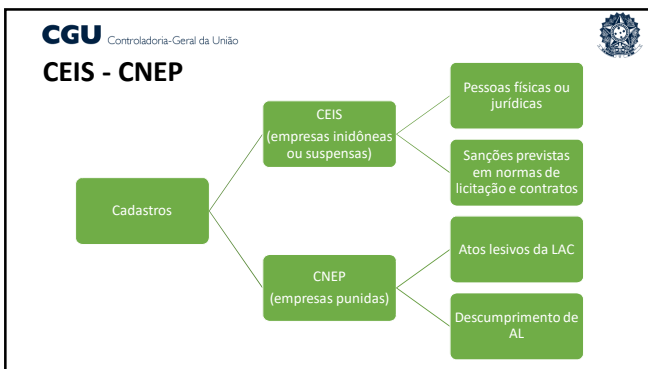 CGU Controladoria-Geral da União
CEIS - CNEP
Cadastros
CEIS
(empresas inidôneas
ou suspensas)
Pessoas físicas ou
jurídicas
Sanções previstas
em normas de
licitação e contratos
CNEP
(empresas punidas)
Atos lesivos da LAC
Descumprimento de
AL